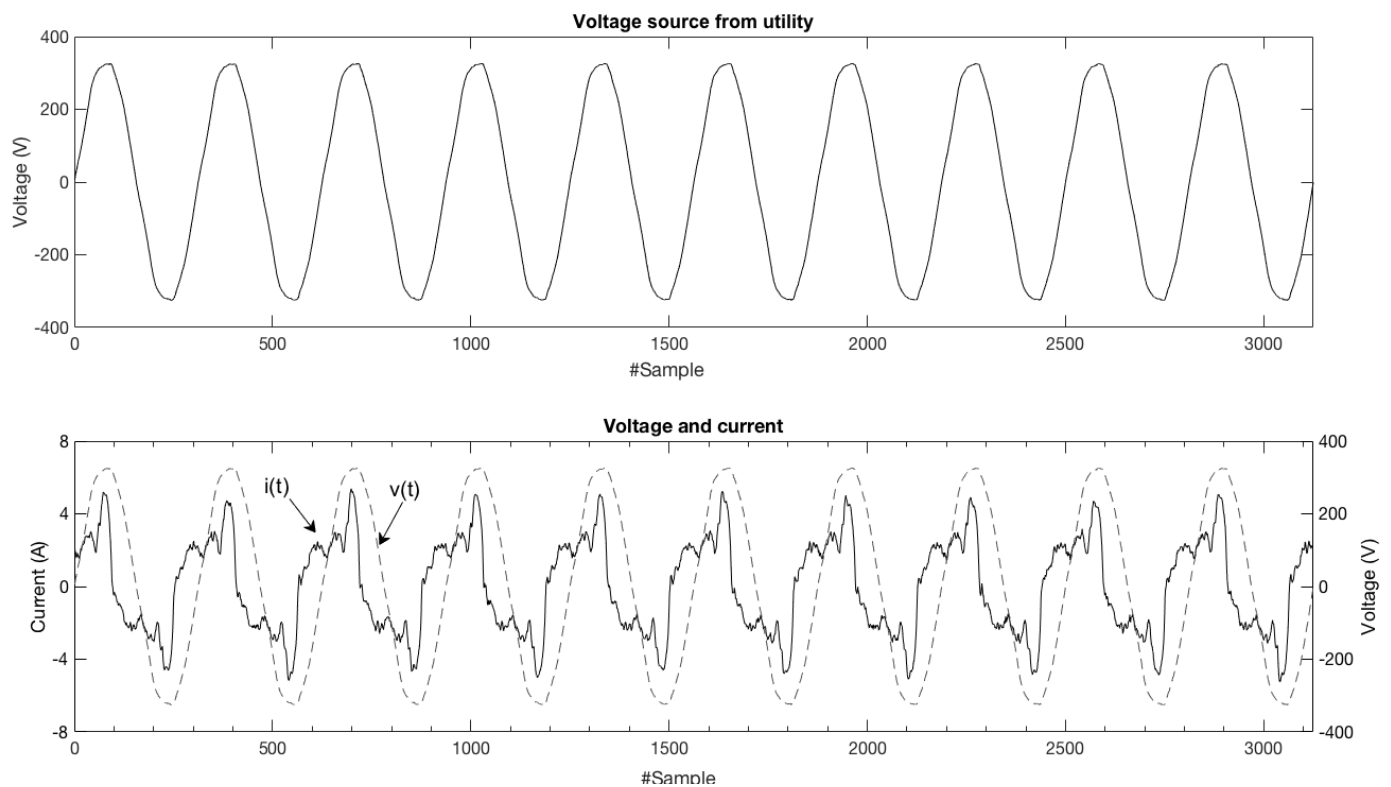 Voltage source from utility
400
200
0
-200
-400
Voltage (V)
0 500 1000 1500 2000 2500 3000
#Sample
Voltage and current
8
4
0
-4
-8
Current (A)
i(t) v(t)
400
200
0
-200
-400
Voltage (V)
0 500 1000 1500 2000 2500 3000
#Sample